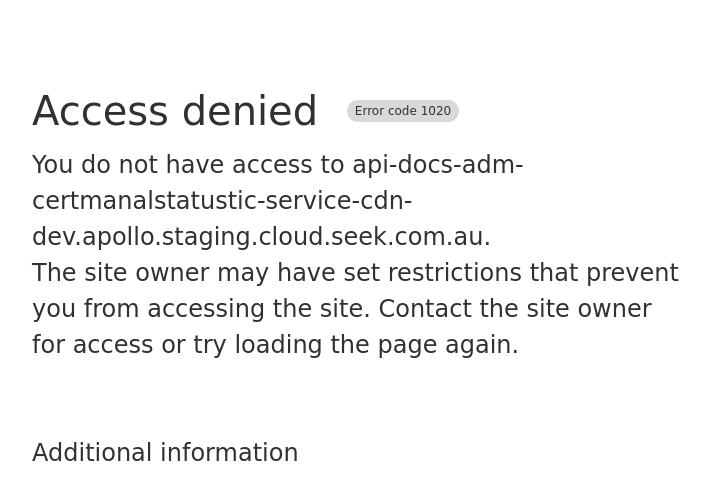 Access denied Error code 1020
You do not have access to api-docs-adm-
certmanalstatustic-service-cdn-
dev.apollo.staging.cloud.seek.com.au.
The site owner may have set restrictions that prevent
you from accessing the site. Contact the site owner
for access or try loading the page again.
Additional information